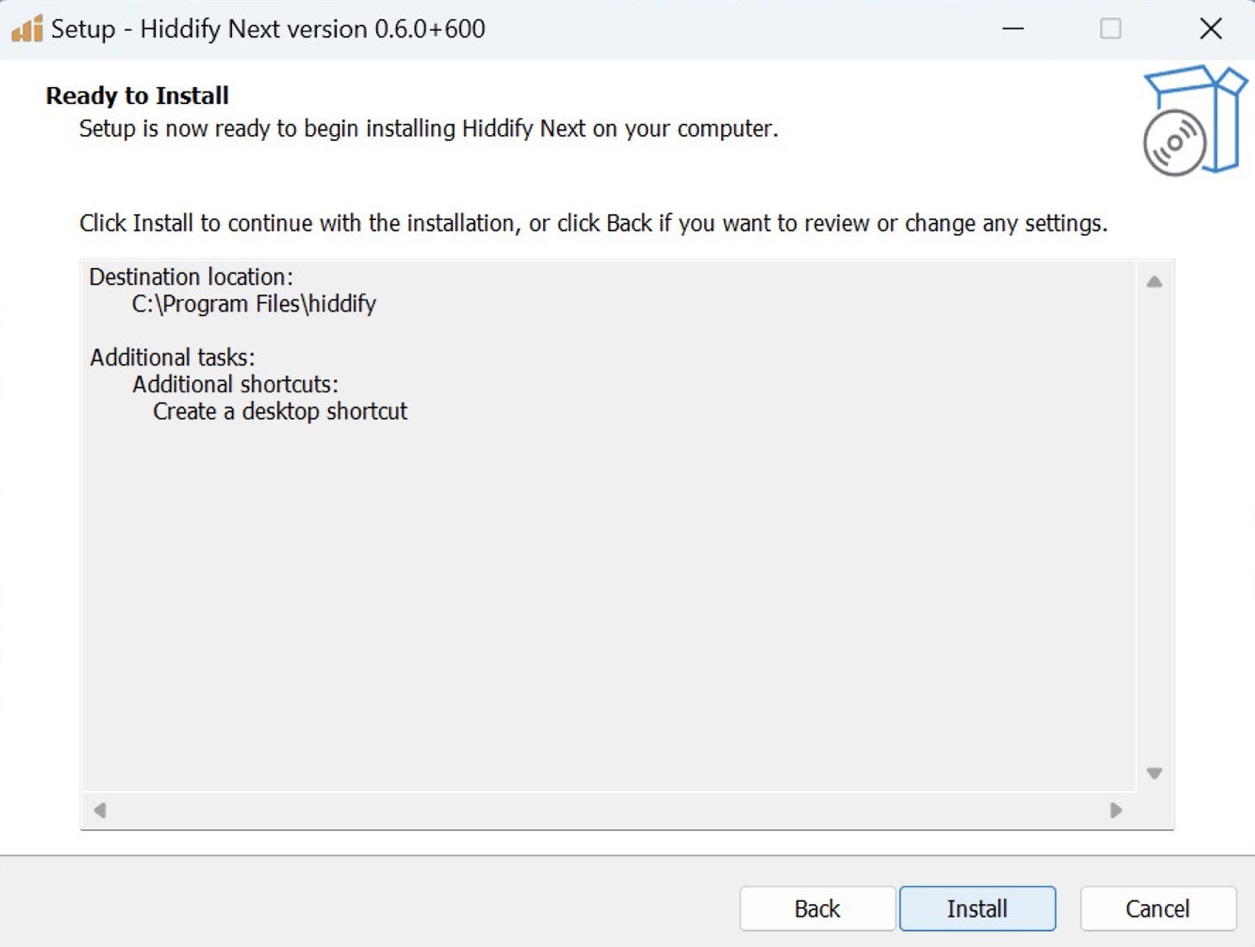 Setup - Hiddify Next version 0.6.0+600
Ready to Install
Setup is now ready to begin installing Hiddify Next on your computer.
Click Install to continue with the installation, or click Back if you want to review or change any settings.
Destination location:
C:\Program Files\hiddify
Additional tasks:
Additional shortcuts:
Create a desktop shortcut
Back
Install
Cancel